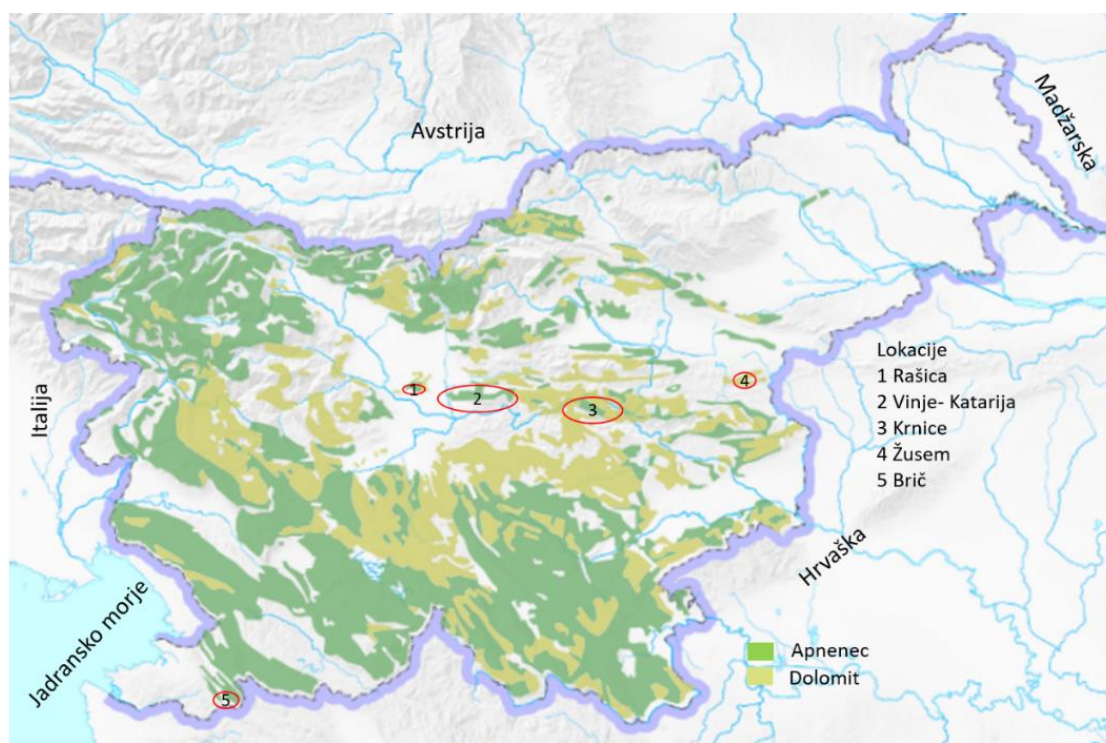 Avstrija
Madžarska
Italija
Lokacije
1 Rašica
2 Vinje- Katarija
3 Krnice
4 Žusem
5 Brič
1
2
3
4
5
Hrvaška
Jadransko morje
Apnenec
Dolomit